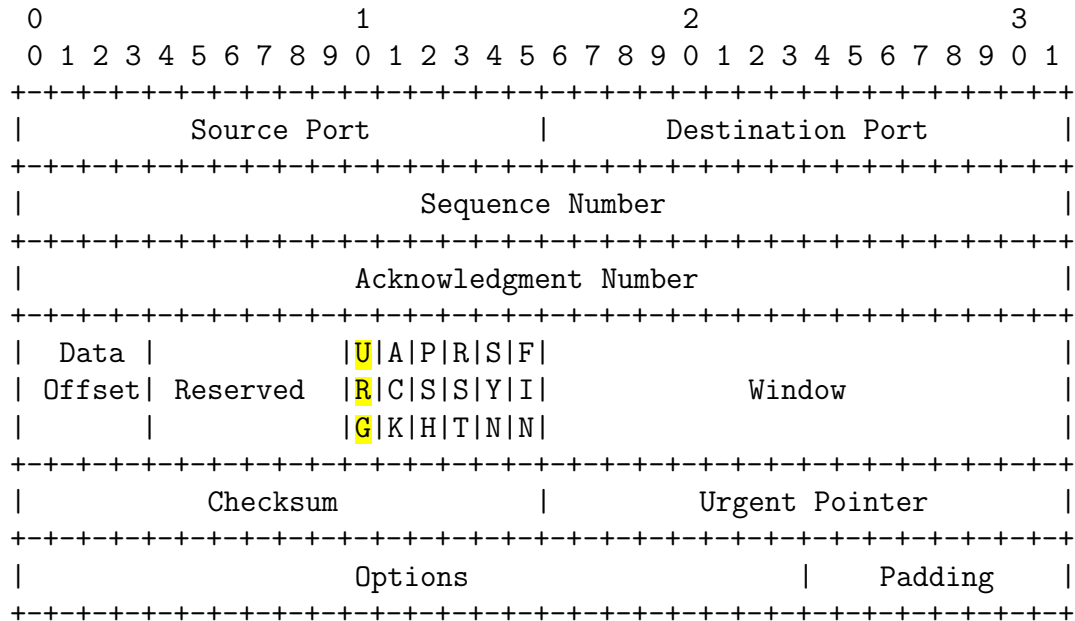 0                   1                   2                   3
 0 1 2 3 4 5 6 7 8 9 0 1 2 3 4 5 6 7 8 9 0 1 2 3 4 5 6 7 8 9 0 1
+-+-+-+-+-+-+-+-+-+-+-+-+-+-+-+-+-+-+-+-+-+-+-+-+-+-+-+-+-+-+-+-+
|          Source Port          |       Destination Port        |
+-+-+-+-+-+-+-+-+-+-+-+-+-+-+-+-+-+-+-+-+-+-+-+-+-+-+-+-+-+-+-+-+
|                        Sequence Number                        |
+-+-+-+-+-+-+-+-+-+-+-+-+-+-+-+-+-+-+-+-+-+-+-+-+-+-+-+-+-+-+-+-+
|                    Acknowledgment Number                      |
+-+-+-+-+-+-+-+-+-+-+-+-+-+-+-+-+-+-+-+-+-+-+-+-+-+-+-+-+-+-+-+-+
|  Data |           |U|A|P|R|S|F|                               |
| Offset| Reserved  |R|C|S|S|Y|I|            Window             |
|       |           |G|K|H|T|N|N|                               |
+-+-+-+-+-+-+-+-+-+-+-+-+-+-+-+-+-+-+-+-+-+-+-+-+-+-+-+-+-+-+-+-+
|           Checksum            |         Urgent Pointer        |
+-+-+-+-+-+-+-+-+-+-+-+-+-+-+-+-+-+-+-+-+-+-+-+-+-+-+-+-+-+-+-+-+
|                    Options                    |    Padding    |
+-+-+-+-+-+-+-+-+-+-+-+-+-+-+-+-+-+-+-+-+-+-+-+-+-+-+-+-+-+-+-+-+